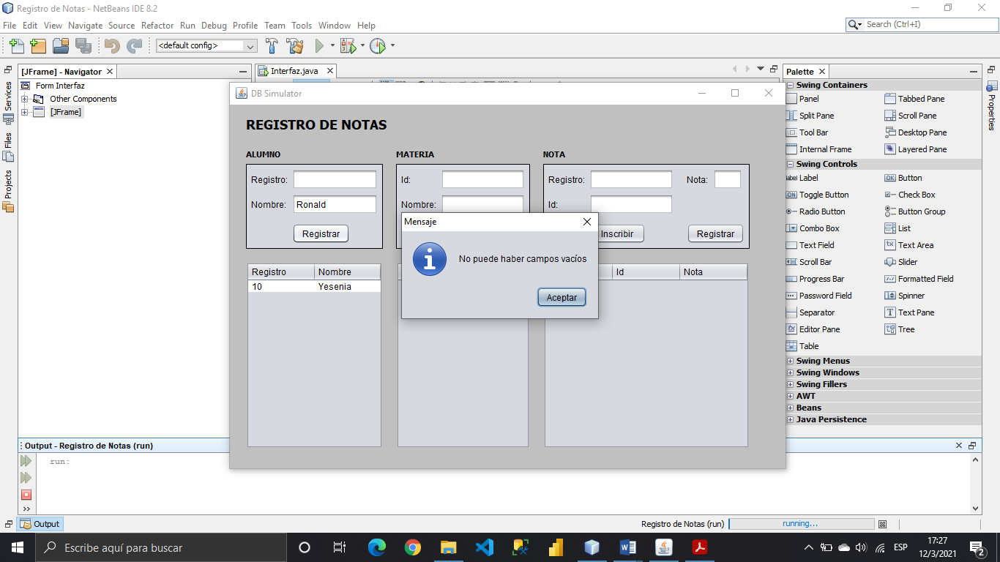 Registro de Notas - NetBeans IDE 8.2
File Edit View Navigate Source Refactor Run Debug Profile Team Tools Window Help
Search (Ctrl+I)
<default config>
[JFrame] - Navigator
Interfaz.java
Palette
Services
Files
Projects
Properties
Form Interfaz
Other Components
[JFrame]
DB Simulator
REGISTRO DE NOTAS
ALUMNO MATERIA NOTA
Registro: Id: Registro: Nota:
Nombre: Ronald Nombre: Id:
Registrar Inscribir Registrar
Mensaje
No puede haber campos vacíos
Aceptar
Registro Nombre Id Nota
10 Yesenia
Swing Containers
Panel Tabbed Pane
Split Pane Scroll Pane
Tool Bar Desktop Pane
Internal Frame Layered Pane
Swing Controls
label Label OK Button
ON Toggle Button Check Box
Radio Button Button Group
Combo Box List
Text Field Text Area
Scroll Bar Slider
Progress Bar Formatted Field
Password Field Spinner
Separator Text Pane
Editor Pane Tree
Table
Swing Menus
Swing Windows
Swing Fillers
AWT
Beans
Java Persistence
Output - Registro de Notas (run)
run:
Output
Registro de Notas (run) running...
Escribe aquí para buscar
ESP
17:27
12/3/2021
2